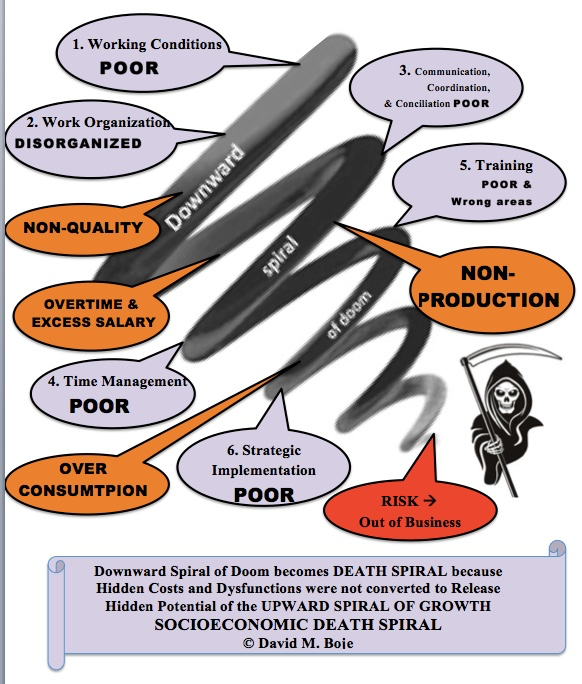 1. Working Conditions
POOR
3. Communication,
Coordination,
& Conciliation POOR
2. Work Organization
DISORGANIZED
5. Training
POOR &
Wrong areas
Downward
spiral
of doom
NON-QUALITY
NON-
PRODUCTION
OVERTIME &
EXCESS SALARY
4. Time Management
POOR
6. Strategic
Implementation
POOR
OVER
CONSUMTPION
RISK →
Out of Business
Downward Spiral of Doom becomes DEATH SPIRAL because
Hidden Costs and Dysfunctions were not converted to Release
Hidden Potential of the UPWARD SPIRAL OF GROWTH
SOCIOECONOMIC DEATH SPIRAL
© David M. Boje